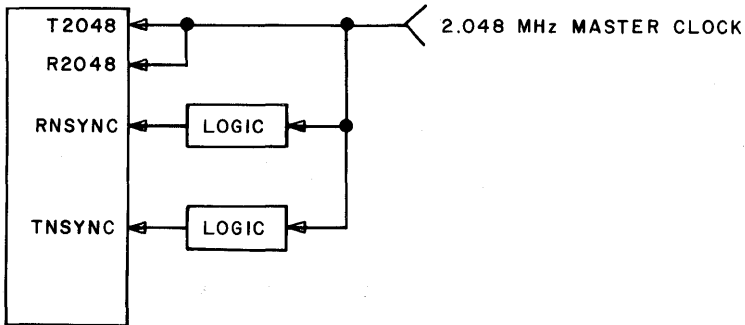 T2048
2.048 MHz MASTER CLOCK
R2048
RNSYNC
LOGIC
TNSYNC
LOGIC